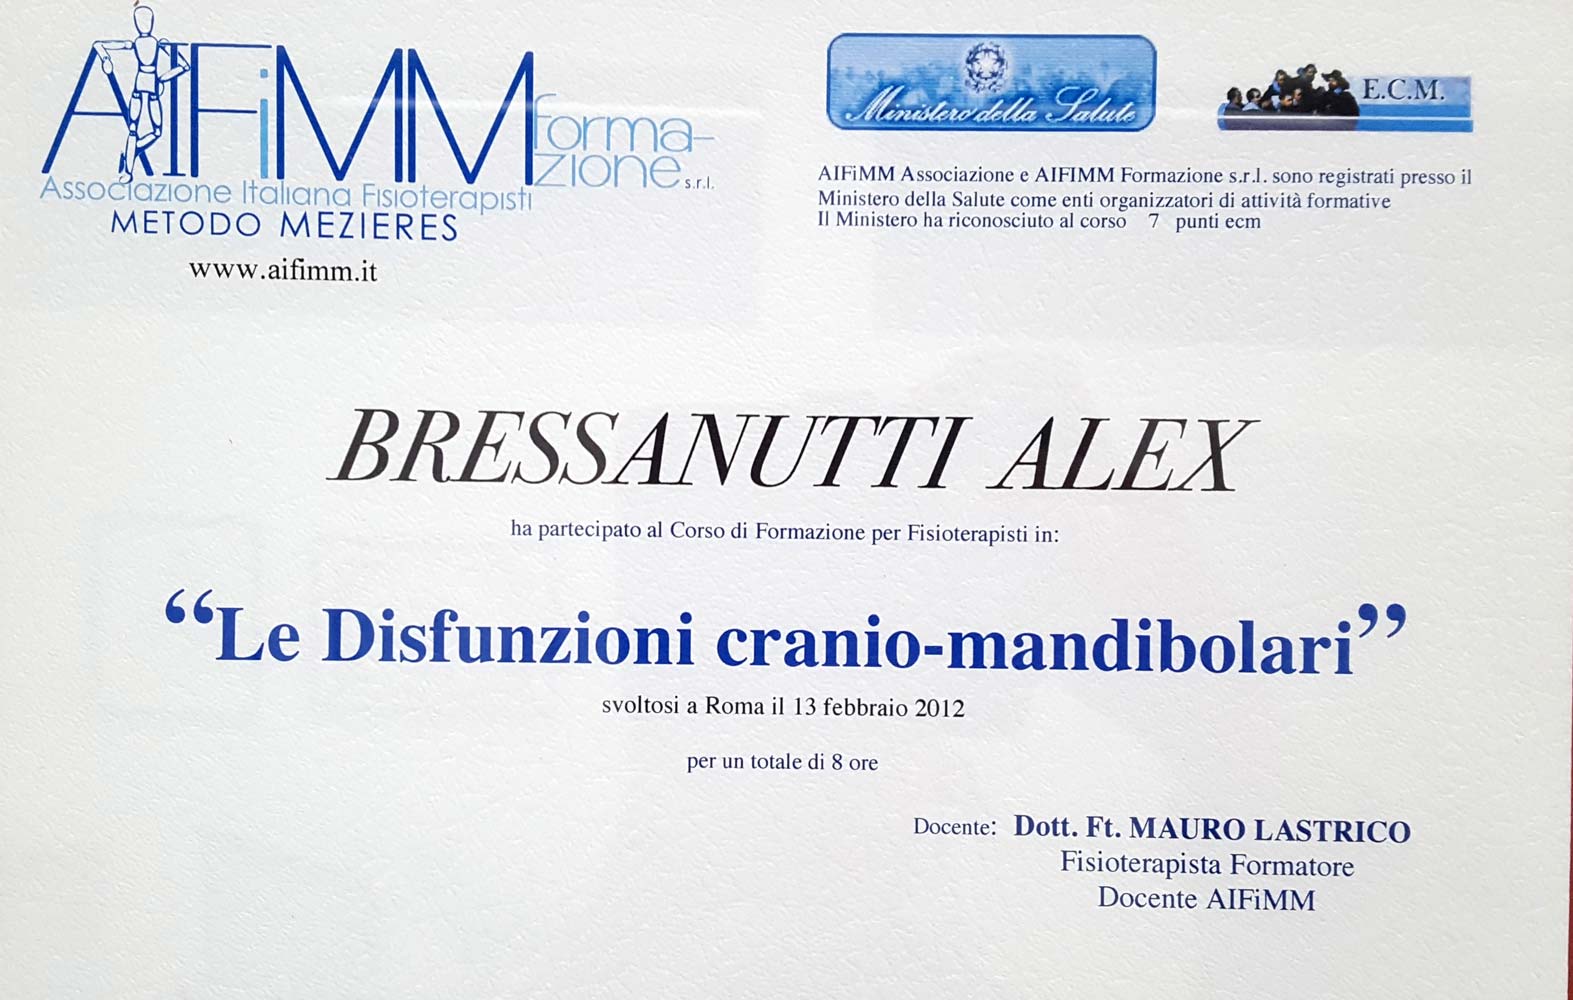 AIFiMM
forma-
zione s.r.l.
Associazione Italiana Fisioterapisti
METODO MEZIERES
www.aifimm.it
Ministero della Salute
E.C.M.
AIFiMM Associazione e AIFIMM Formazione s.r.l. sono registrati presso il
Ministero della Salute come enti organizzatori di attività formative
Il Ministero ha riconosciuto al corso 7 punti ecm
BRESSANUTTI ALEX
ha partecipato al Corso di Formazione per Fisioterapisti in:
“Le Disfunzioni cranio-mandibolari”
svoltosi a Roma il 13 febbraio 2012
per un totale di 8 ore
Docente: Dott. Ft. MAURO LASTRICO
Fisioterapista Formatore
Docente AIFiMM